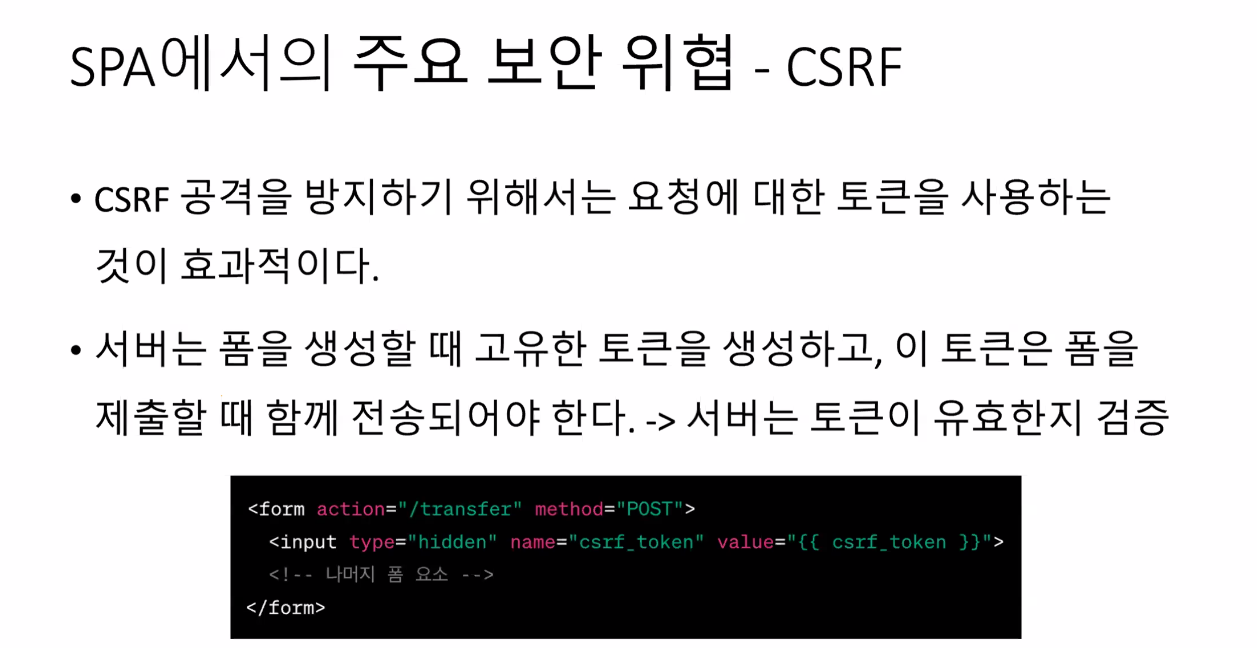 SPA에서의 주요 보안 위협 - CSRF
• CSRF 공격을 방지하기 위해서는 요청에 대한 토큰을 사용하는
것이 효과적이다.
• 서버는 폼을 생성할 때 고유한 토큰을 생성하고, 이 토큰은 폼을
제출할 때 함께 전송되어야 한다. -> 서버는 토큰이 유효한지 검증
<form action="/transfer" method="POST">
<input type="hidden" name="csrf_token" value="{{ csrf_token }}">
<!-- 나머지 폼 요소 -->
</form>